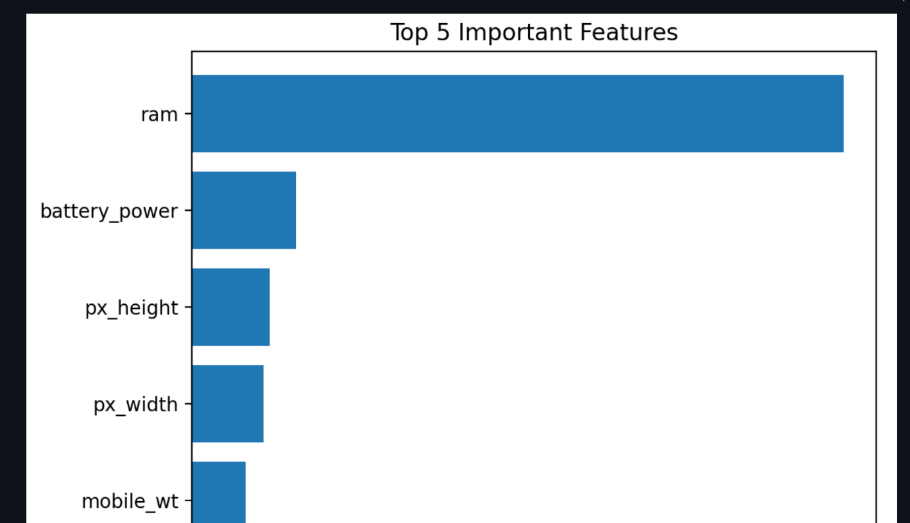 Top 5 Important Features
ram
battery_power
px_height
px_width
mobile_wt